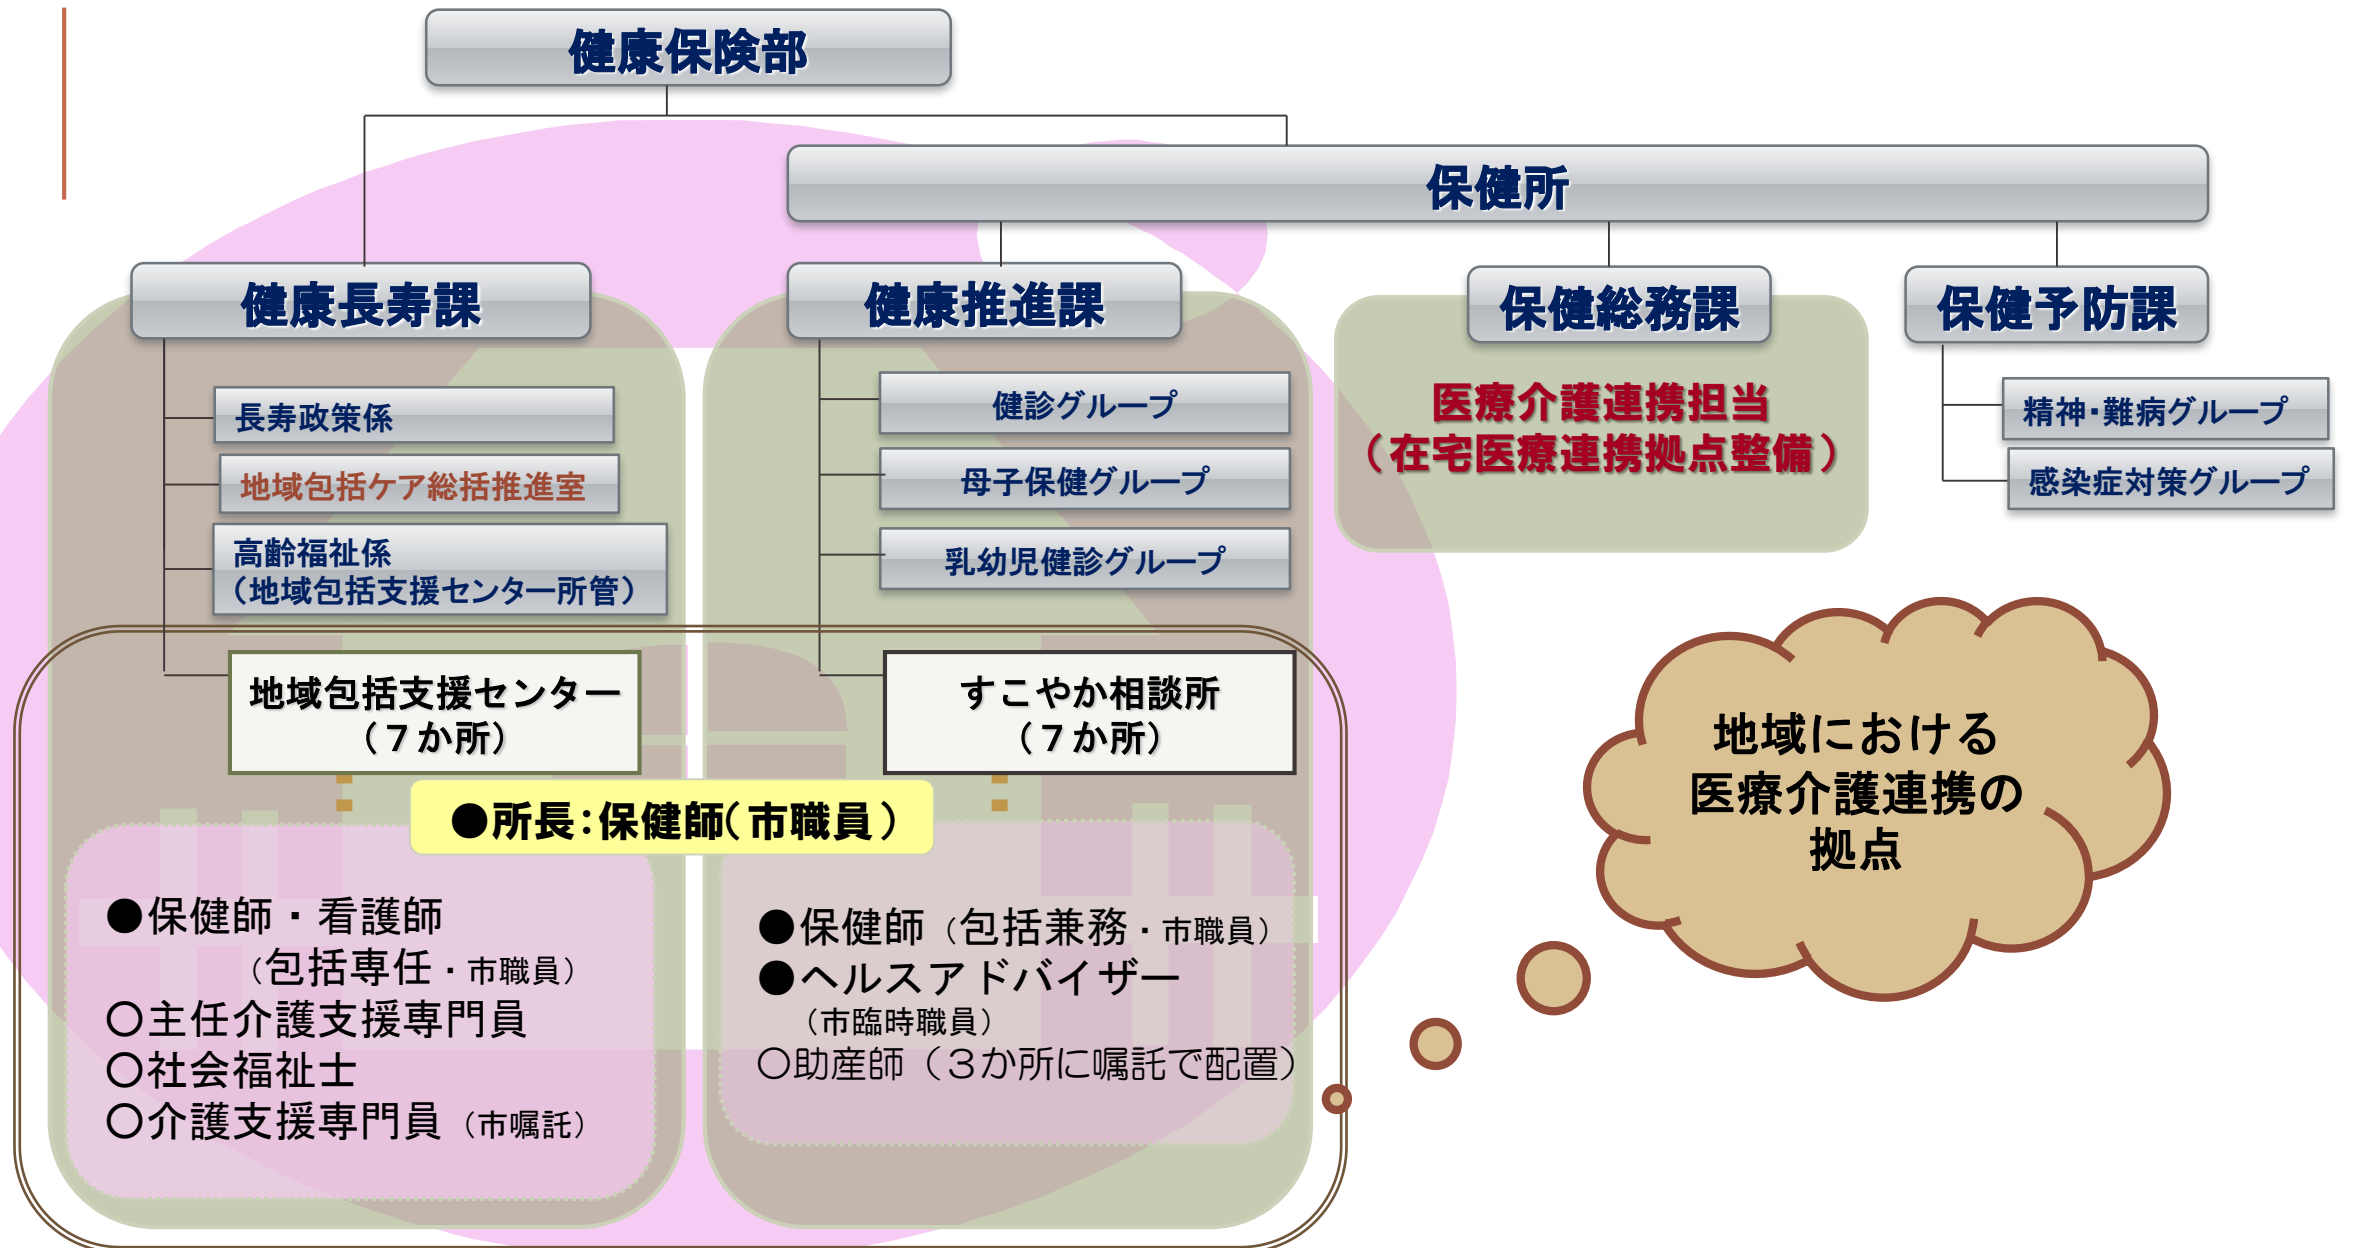 健康保険部
保健所
健康長寿課
健康推進課
保健総務課
保健予防課
長寿政策係
地域包括ケア総括推進室
高齢福祉係
（地域包括支援センター所管）
健診グループ
母子保健グループ
乳幼児健診グループ
医療介護連携担当
（在宅医療連携拠点整備）
精神・難病グループ
感染症対策グループ
地域包括支援センター
（７か所）
すこやか相談所
（７か所）
●所長：保健師（市職員）
●保健師・看護師
（包括専任・市職員）
○主任介護支援専門員
○社会福祉士
○介護支援専門員（市嘱託）
●保健師（包括兼務・市職員）
●ヘルスアドバイザー
（市臨時職員）
○助産師（３か所に嘱託で配置）
地域における
医療介護連携の
拠点